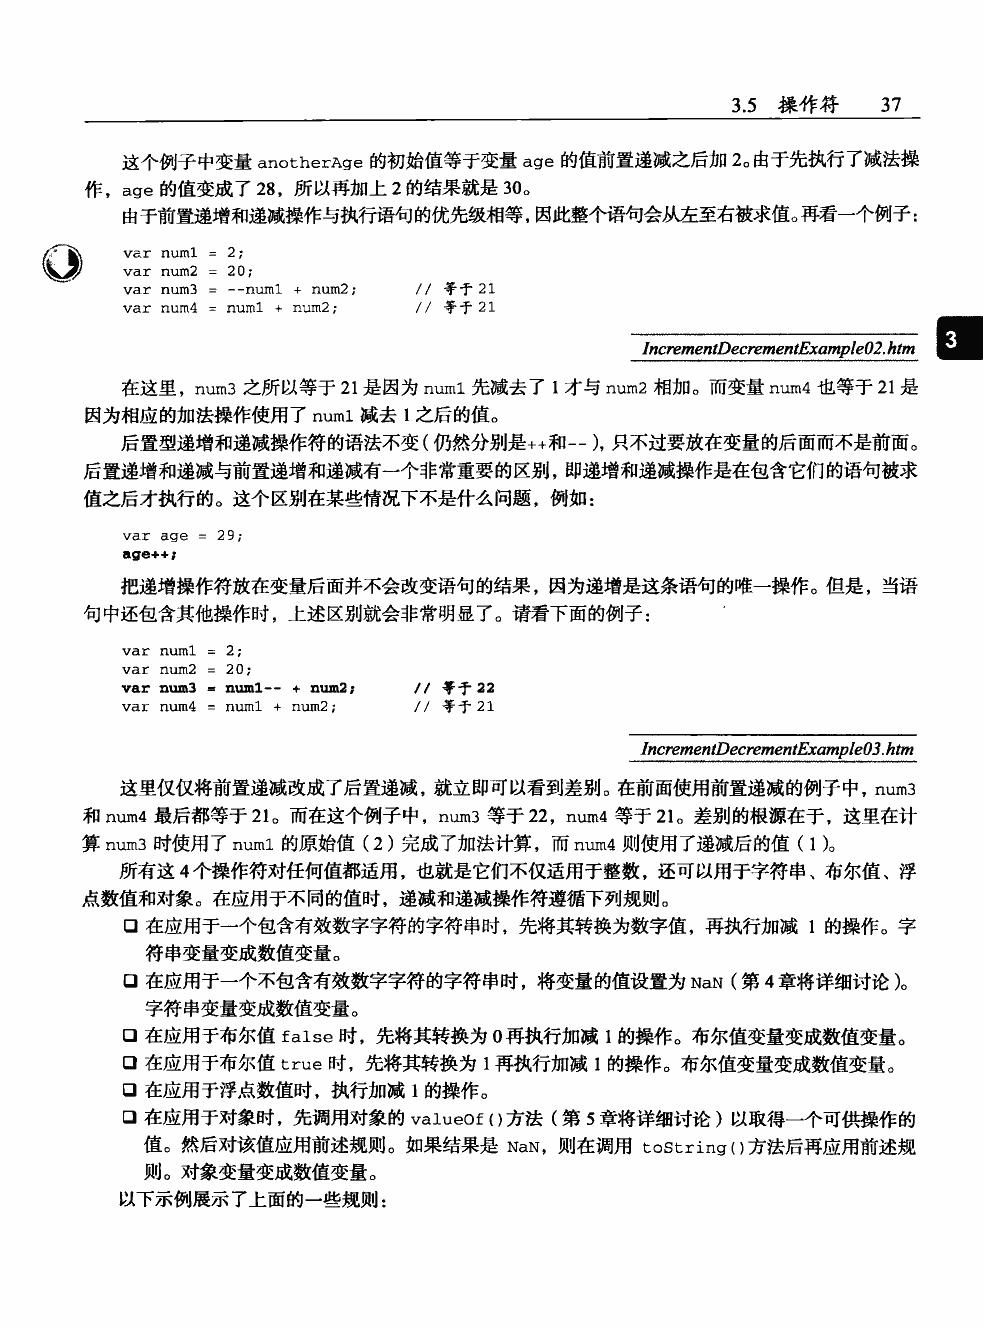 3.5 操作符 37
这个例子中变量 anotherAge 的初始值等于变量 age 的值前置递减之后加 2。由于先执行了减法操
作，age 的值变成了 28，所以再加上 2 的结果就是 30。
由于前置递增和递减操作与执行语句的优先级相等，因此整个语句会从左至右被求值。再看一个例子：
var num1 = 2;
var num2 = 20;
var num3 = --num1 + num2; // 等于 21
var num4 = num1 + num2; // 等于 21
IncrementDecrementExample02.htm
3
在这里，num3 之所以等于 21 是因为 num1 先减去了 1 才与 num2 相加。而变量 num4 也等于 21 是
因为相应的加法操作使用了 num1 减去 1 之后的值。
后置型递增和递减操作符的语法不变（仍然分别是++和--），只不过要放在变量的后面而不是前面。
后置递增和递减与前置递增和递减有一个非常重要的区别，即递增和递减操作是在包含它们的语句被求
值之后才执行的。这个区别在某些情况下不是什么问题，例如：
var age = 29;
age++;
把递增操作符放在变量后面并不会改变语句的结果，因为递增是这条语句的唯一操作。但是，当语
句中还包含其他操作时，上述区别就会非常明显了。请看下面的例子：
var num1 = 2;
var num2 = 20;
var num3 = num1-- + num2; // 等于 22
var num4 = num1 + num2; // 等于 21
IncrementDecrementExample03.htm
这里仅仅将前置递减改成了后置递减，就立即可以看到差别。在前面使用前置递减的例子中，num3
和 num4 最后都等于 21。而在这个例子中，num3 等于 22，num4 等于 21。差别的根源在于，这里在计
算 num3 时使用了 num1 的原始值（2）完成了加法计算，而 num4 则使用了递减后的值（1）。
所有这 4 个操作符对任何值都适用，也就是它们不仅适用于整数，还可以用于字符串、布尔值、浮
点数值和对象。在应用于不同的值时，递减和递减操作符遵循下列规则。
❑ 在应用于一个包含有效数字字符的字符串时，先将其转换为数字值，再执行加减 1 的操作。字
符串变量变成数值变量。
❑ 在应用于一个不包含有效数字字符的字符串时，将变量的值设置为 NaN（第 4 章将详细讨论）。
字符串变量变成数值变量。
❑ 在应用于布尔值 false 时，先将其转换为 0 再执行加减 1 的操作。布尔值变量变成数值变量。
❑ 在应用于布尔值 true 时，先将其转换为 1 再执行加减 1 的操作。布尔值变量变成数值变量。
❑ 在应用于浮点数值时，执行加减 1 的操作。
❑ 在应用于对象时，先调用对象的 valueOf()方法（第 5 章将详细讨论）以取得一个可供操作的
值。然后对该值应用前述规则。如果结果是 NaN，则在调用 toString()方法后再应用前述规
则。对象变量变成数值变量。
以下示例展示了上面的一些规则：